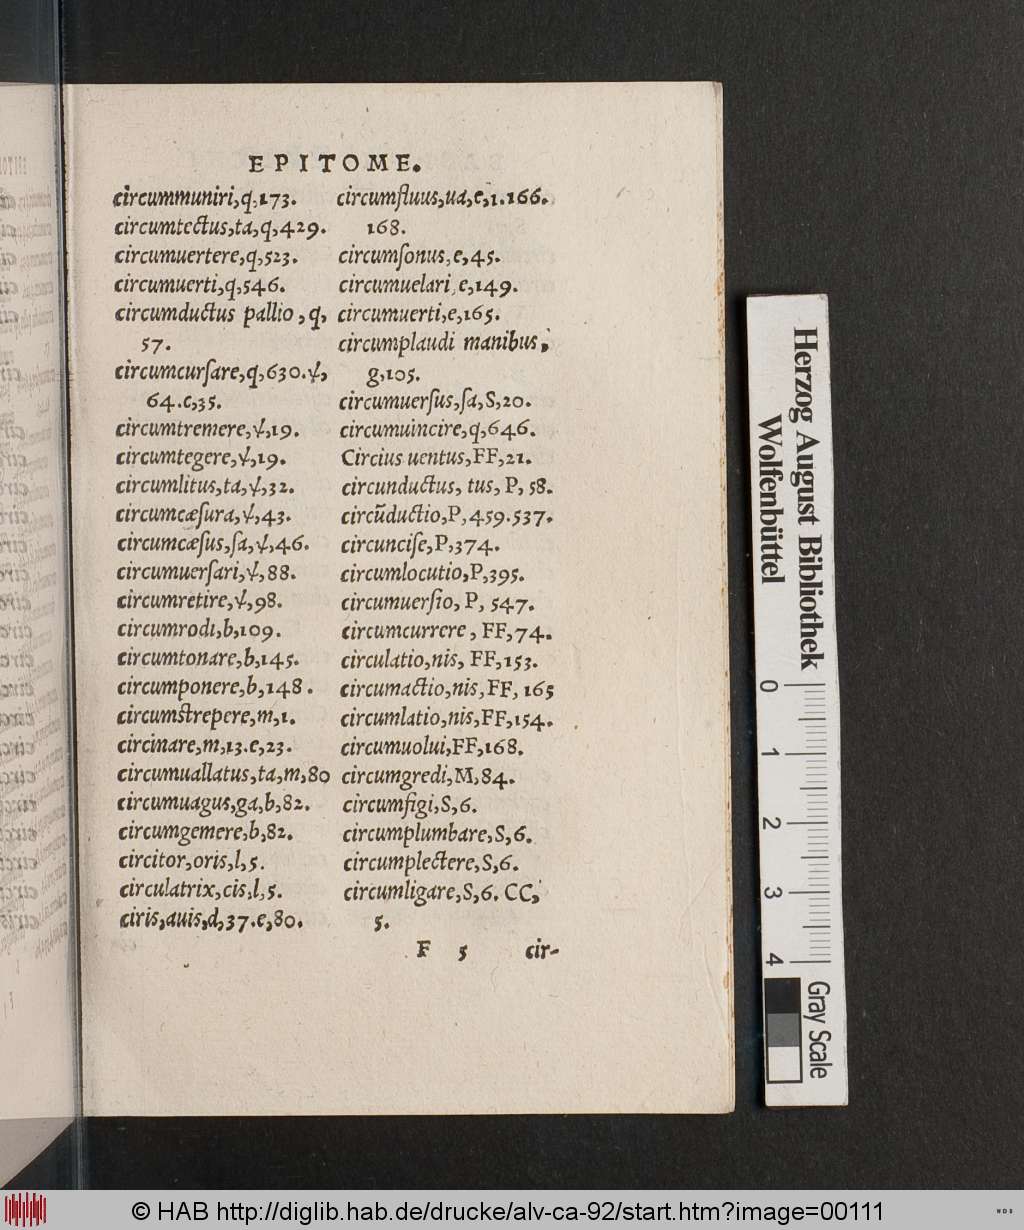 EPITOME.
circummuniri,q,173.
circumtectus,ta,q,429.
circumuertere,q,523.
circumuerti,q,546.
circumductus pallio ,q,
57.
circumcurſare,q,630.ψ,
64.e,35.
circumtremere,ψ,19.
circumtegere,ψ,19.
circumlitus,ta,ψ,32.
circumcæſura,ψ,43.
circumcæſus,ſa,ψ,46.
circumuerſari,ψ,88.
circumretire,ψ,98.
circumrodi,b,109.
circumtonare,b,145.
circumponere,b,148.
circumstrepere,m,1.
circinare,m,13.e,23.
circumuallatus,ta,m,80
circumuagus,ga,b,82.
circumgemere,b,82.
circitor,oris,l,5.
circulatrix,cis,l,5.
ciris,auis,d,37.e,80.
circumfluus,ua,e,1.166.
168.
circumſonus,e,45.
circumuelari,e,149.
circumuerti,e,165.
circumplaudi manibus,
g,105.
circumuerſus,ſa,S,20.
circumuincire,q,646.
Circius uentus,FF,21.
circunductus, tus, P, 58.
circūductio,P,459.537.
circunciſe,P,374.
circumlocutio,P,395.
circumuerſio, P, 547.
circumcurrere, FF,74.
circulatio,nis, FF,153.
circumactio,nis,FF, 165
circumlatio,nis,FF,154.
circumuolui,FF,168.
circumgredi,M,84.
circumfigi,S,6.
circumplumbare,S,6.
circumplectere,S,6.
circumligare,S,6. CC,
5.
F 5 cir-
Herzog August Bibliothek
Wolfenbüttel
0 1 2 3 4
Gray Scale
© HAB http://diglib.hab.de/drucke/alv-ca-92/start.htm?image=00111